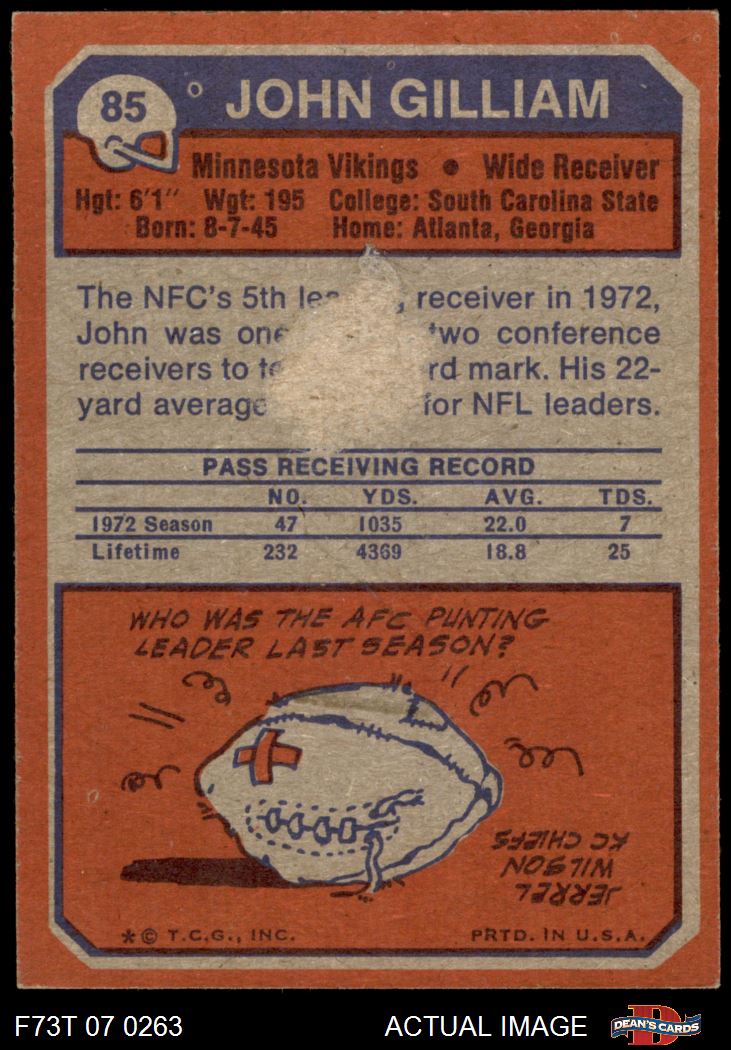 85
JOHN GILLIAM
Minnesota Vikings • Wide Receiver
Hgt: 6'1" Wgt: 195 College: South Carolina State
Born: 8-7-45 Home: Atlanta, Georgia
The NFC's 5th receiver in 1972,
John was one two conference
receivers to mark. His 22-
yard average for NFL leaders.
PASS RECEIVING RECORD
NO. YDS. AVG. TDS.
1972 Season 47 1035 22.0 7
Lifetime 232 4369 18.8 25
WHO WAS THE AFC PUNTING
LEADER LAST SEASON?
JERREL
WILSON
KC CHIEFS
*© T.C.G., INC. PRTD. IN U.S.A.
F73T 07 0263 ACTUAL IMAGE
DEAN'S CARDS